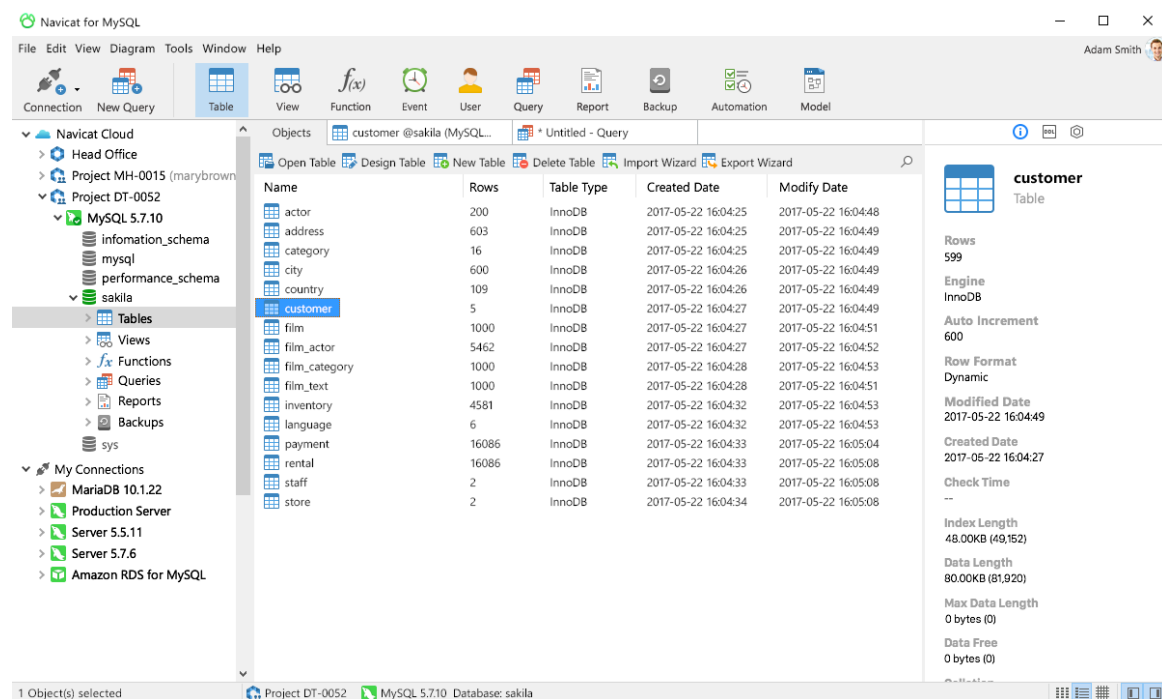 Navicat for MySQL
File Edit View Diagram Tools Window Help
Adam Smith
Connection New Query Table View Function Event User Query Report Backup Automation Model
f(x)
Navicat Cloud
Head Office
Project MH-0015 (marybrown
Project DT-0052
MySQL 5.7.10
infomation_schema
mysql
performance_schema
sakila
Tables
Views
fx Functions
Queries
Reports
Backups
sys
My Connections
MariaDB 10.1.22
Production Server
Server 5.5.11
Server 5.7.6
Amazon RDS for MySQL
Objects customer @sakila (MySQL... * Untitled - Query
Open Table Design Table New Table Delete Table Import Wizard Export Wizard
Name Rows Table Type Created Date Modify Date
actor 200 InnoDB 2017-05-22 16:04:25 2017-05-22 16:04:48
address 603 InnoDB 2017-05-22 16:04:25 2017-05-22 16:04:49
category 16 InnoDB 2017-05-22 16:04:25 2017-05-22 16:04:49
city 600 InnoDB 2017-05-22 16:04:26 2017-05-22 16:04:49
country 109 InnoDB 2017-05-22 16:04:26 2017-05-22 16:04:49
customer 5 InnoDB 2017-05-22 16:04:27 2017-05-22 16:04:49
film 1000 InnoDB 2017-05-22 16:04:27 2017-05-22 16:04:51
film_actor 5462 InnoDB 2017-05-22 16:04:27 2017-05-22 16:04:52
film_category 1000 InnoDB 2017-05-22 16:04:28 2017-05-22 16:04:53
film_text 1000 InnoDB 2017-05-22 16:04:28 2017-05-22 16:04:51
inventory 4581 InnoDB 2017-05-22 16:04:32 2017-05-22 16:04:53
language 6 InnoDB 2017-05-22 16:04:32 2017-05-22 16:04:53
payment 16086 InnoDB 2017-05-22 16:04:33 2017-05-22 16:05:04
rental 16086 InnoDB 2017-05-22 16:04:33 2017-05-22 16:05:08
staff 2 InnoDB 2017-05-22 16:04:33 2017-05-22 16:05:08
store 2 InnoDB 2017-05-22 16:04:34 2017-05-22 16:05:08
DDL
customer
Table
Rows
599
Engine
InnoDB
Auto Increment
600
Row Format
Dynamic
Modified Date
2017-05-22 16:04:49
Created Date
2017-05-22 16:04:27
Check Time
--
Index Length
48.00KB (49,152)
Data Length
80.00KB (81,920)
Max Data Length
0 bytes (0)
Data Free
0 bytes (0)
1 Object(s) selected
Project DT-0052 MySQL 5.7.10 Database: sakila